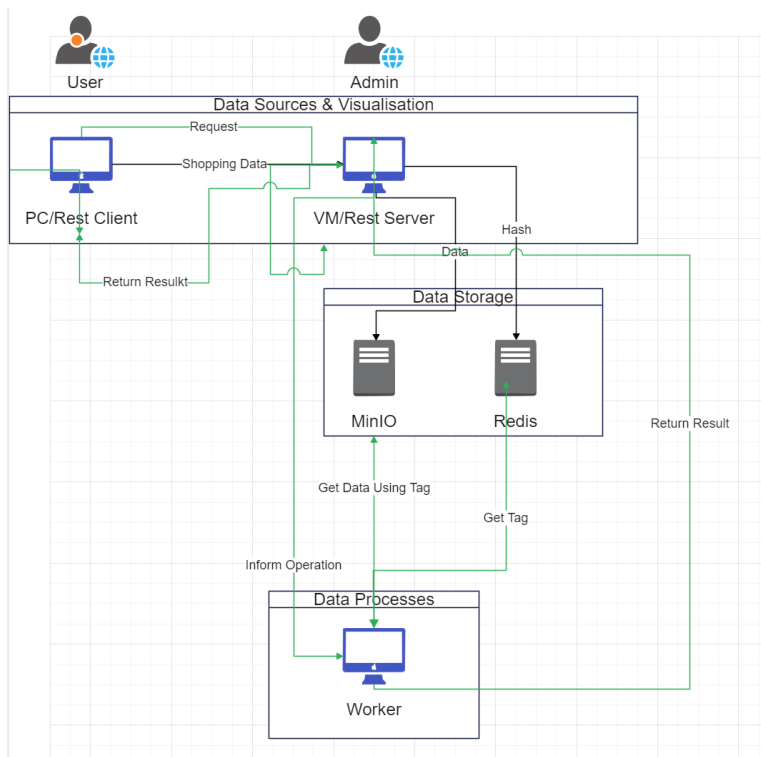 User
Admin
Data Sources & Visualisation
Request
Shopping Data
PC/Rest Client
VM/Rest Server
Hash
Data
Return Resulkt
Data Storage
MinIO
Redis
Return Result
Get Data Using Tag
Get Tag
Inform Operation
Data Processes
Worker